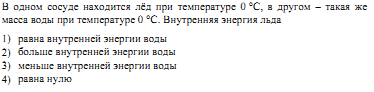 В одном сосуде находится лёд при температуре 0 °С, в другом – такая же
масса воды при температуре 0 °С. Внутренняя энергия льда
1) равна внутренней энергии воды
2) больше внутренней энергии воды
3) меньше внутренней энергии воды
4) равна нулю